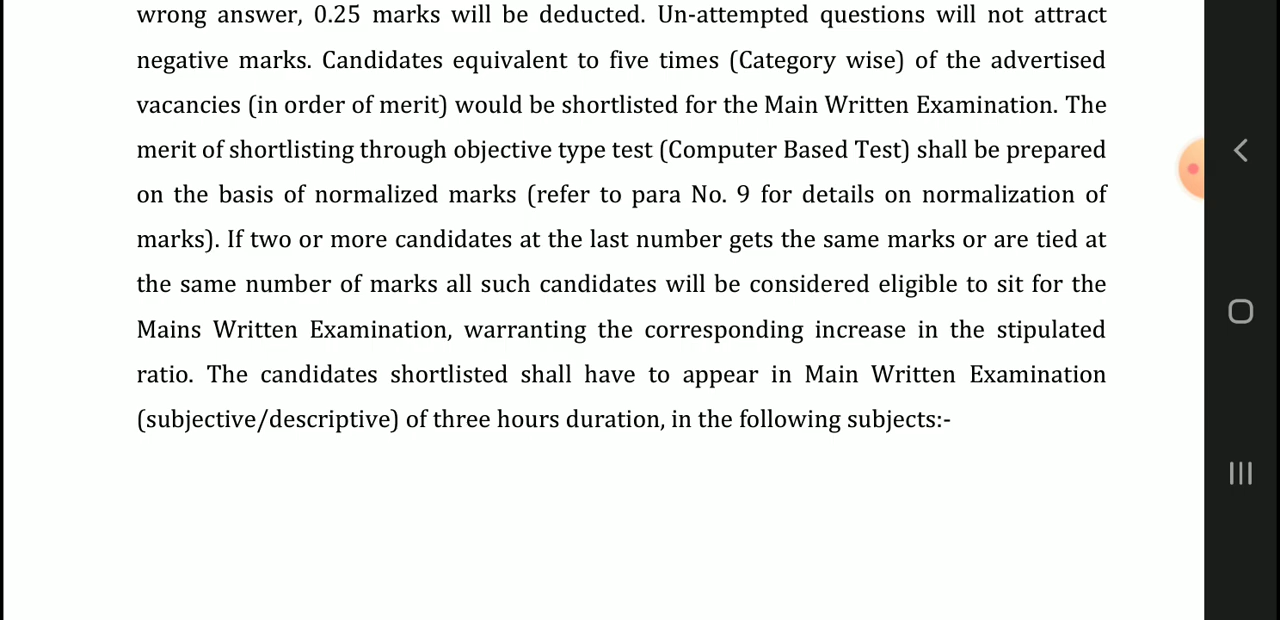 wrong answer, 0.25 marks will be deducted. Un-attempted questions will not attract
negative marks. Candidates equivalent to five times (Category wise) of the advertised
vacancies (in order of merit) would be shortlisted for the Main Written Examination. The
merit of shortlisting through objective type test (Computer Based Test) shall be prepared
on the basis of normalized marks (refer to para No. 9 for details on normalization of
marks). If two or more candidates at the last number gets the same marks or are tied at
the same number of marks all such candidates will be considered eligible to sit for the
Mains Written Examination, warranting the corresponding increase in the stipulated
ratio. The candidates shortlisted shall have to appear in Main Written Examination
(subjective/descriptive) of three hours duration, in the following subjects:-